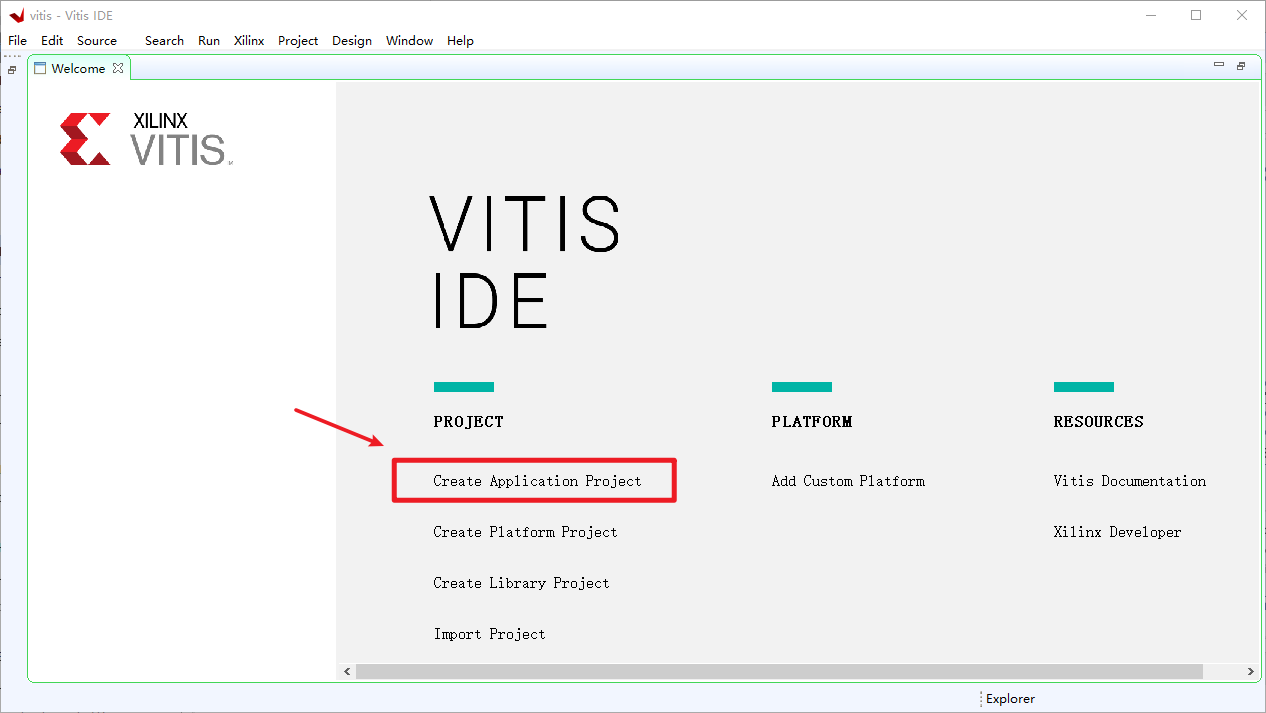 vitis - Vitis IDE
File Edit Source Search Run Xilinx Project Design Window Help
Welcome
XILINX
VITIS
VITIS
IDE
PROJECT PLATFORM RESOURCES
Create Application Project Add Custom Platform Vitis Documentation
Create Platform Project Xilinx Developer
Create Library Project
Import Project
Explorer